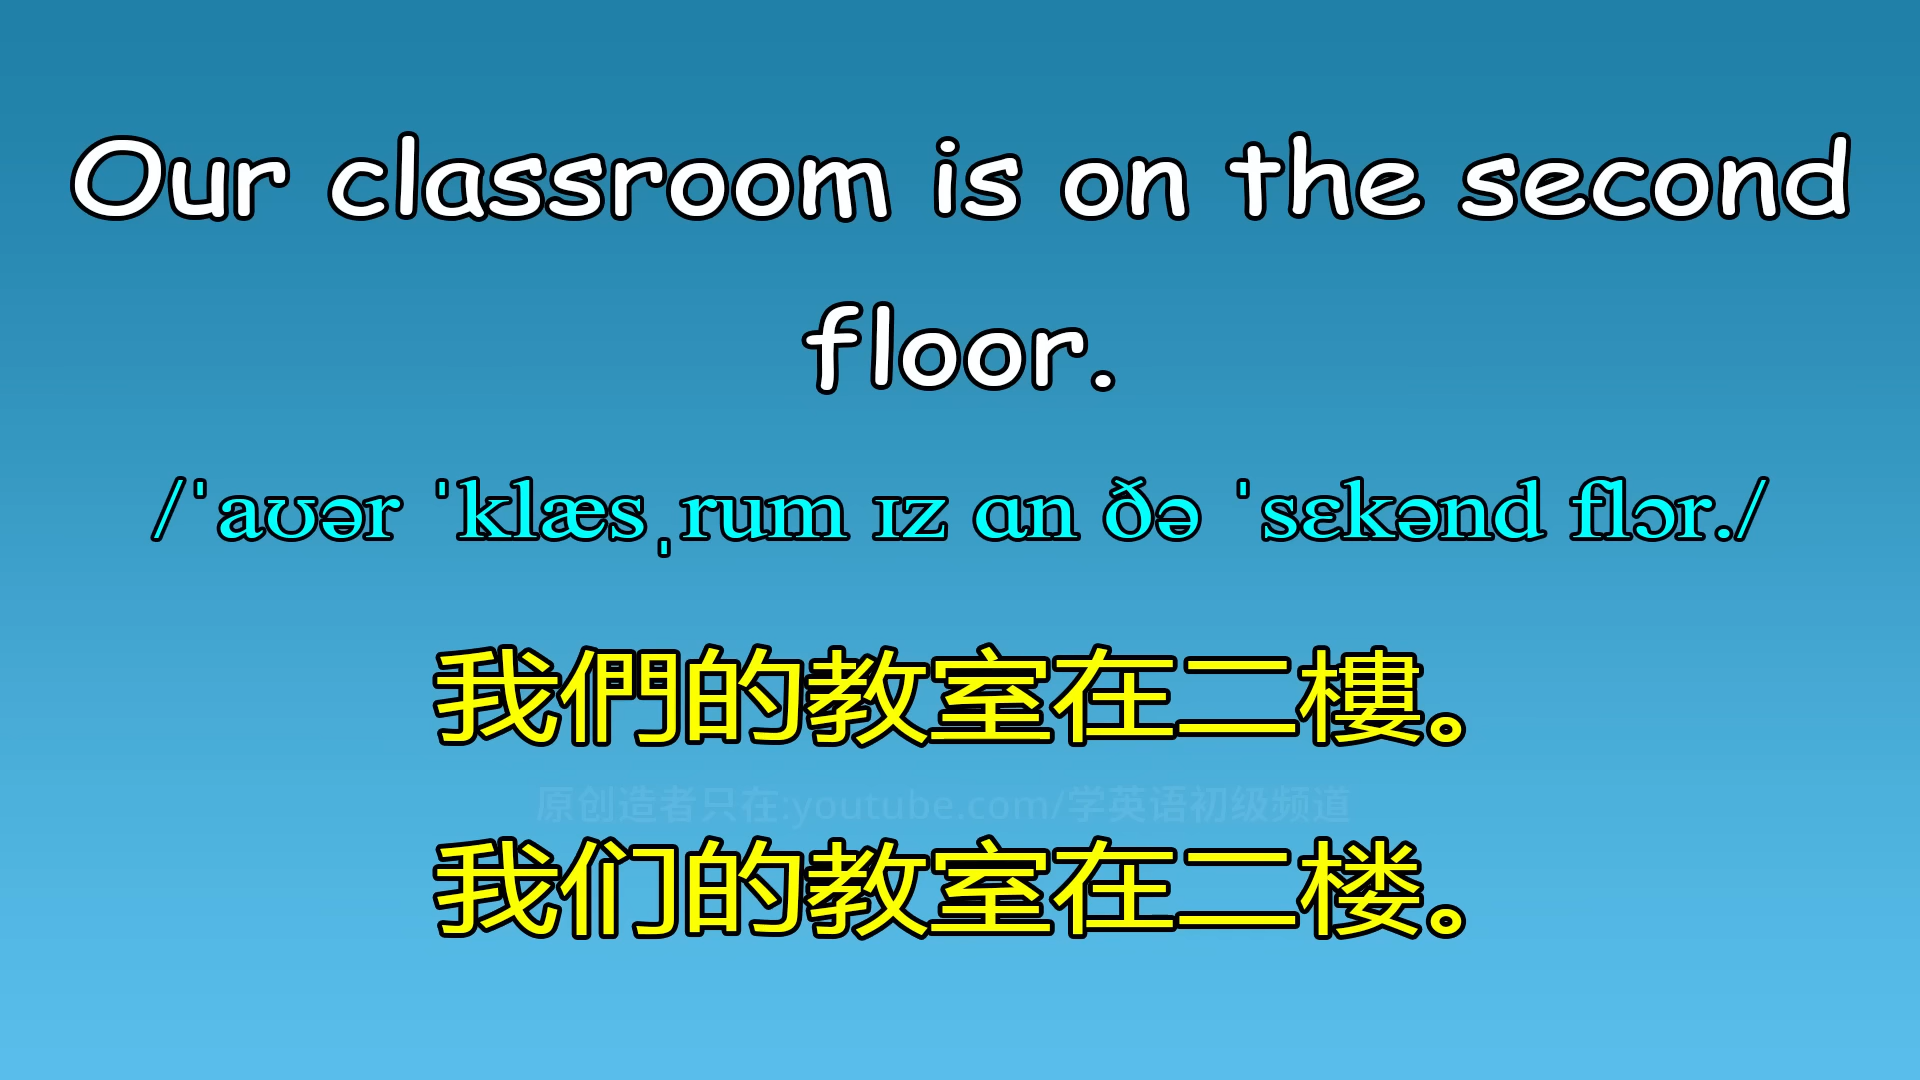 Our classroom is on the second
floor.
/ˈaʊər ˈklæsˌrum ɪz ɑn ðə ˈsɛkənd flɔr./
我們的教室在二樓。
原创造者只在:youtube.com/学英语初级频道
我们的教室在二楼。